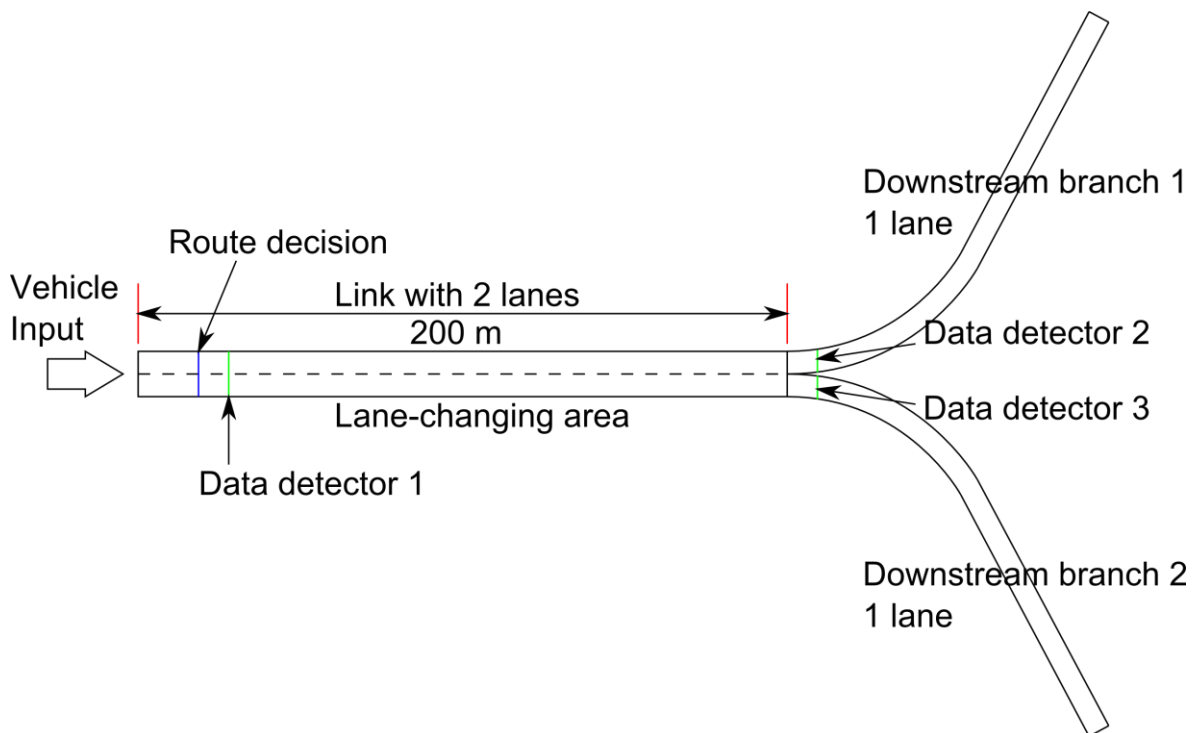 Downstream branch 1
1 lane
Route decision
Vehicle
Input
Link with 2 lanes
200 m
Data detector 2
Data detector 3
Lane-changing area
Data detector 1
Downstream branch 2
1 lane